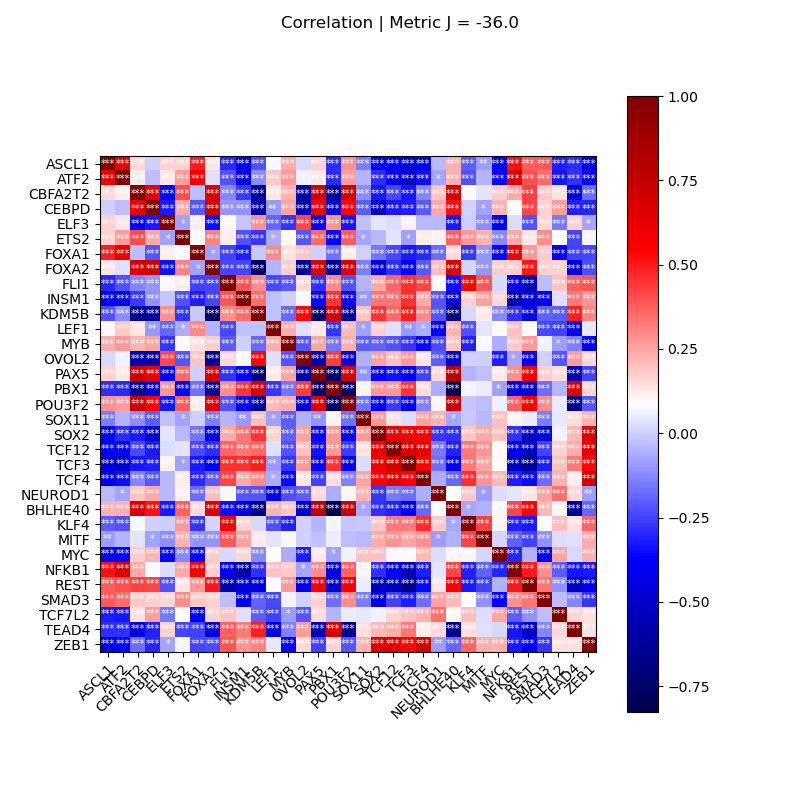 Correlation | Metric J = -36.0
ASCL1
ATF2
CBFA2T2
CEBPD
ELF3
ETS2
FOXA1
FOXA2
FLI1
INSM1
KDM5B
LEF1
MYB
OVOL2
PAX5
PBX1
POU3F2
SOX11
SOX2
TCF12
TCF3
TCF4
NEUROD1
BHLHE40
KLF4
MITF
MYC
NFKB1
REST
SMAD3
TCF7L2
TEAD4
ZEB1
ASCL1
ATF2
CBFA2T2
CEBPD
ELF3
ETS2
FOXA1
FOXA2
FLI1
INSM1
KDM5B
LEF1
MYB
OVOL2
PAX5
PBX1
POU3F2
SOX11
SOX2
TCF12
TCF3
TCF4
NEUROD1
BHLHE40
KLF4
MITF
MYC
NFKB1
REST
SMAD3
TCF7L2
TEAD4
ZEB1
1.00
0.75
0.50
0.25
0.00
−0.25
−0.50
−0.75